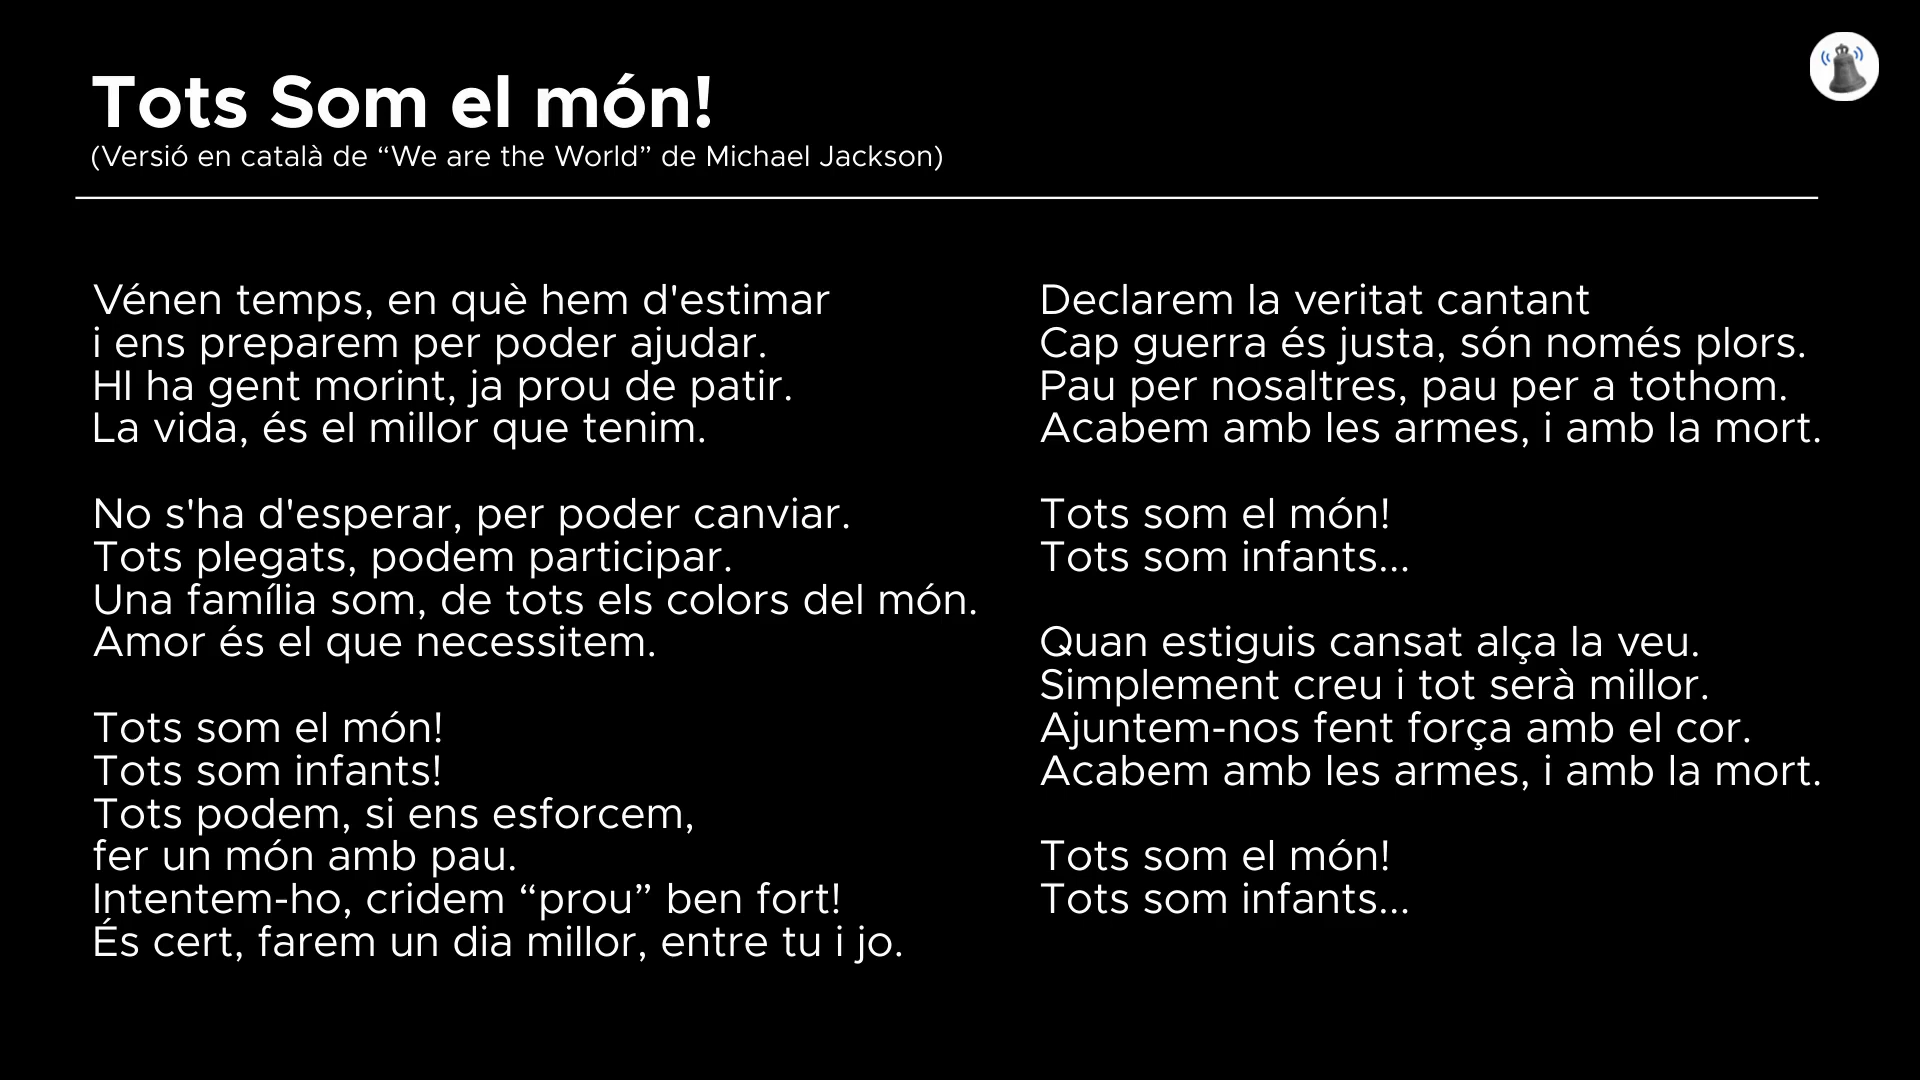 Tots Som el món!
(Versió en català de “We are the World” de Michael Jackson)
Vénen temps, en què hem d'estimar
i ens preparem per poder ajudar.
HI ha gent morint, ja prou de patir.
La vida, és el millor que tenim.
No s'ha d'esperar, per poder canviar.
Tots plegats, podem participar.
Una família som, de tots els colors del món.
Amor és el que necessitem.
Tots som el món!
Tots som infants!
Tots podem, si ens esforcem,
fer un món amb pau.
Intentem-ho, cridem “prou” ben fort!
És cert, farem un dia millor, entre tu i jo.
Declarem la veritat cantant
Cap guerra és justa, són només plors.
Pau per nosaltres, pau per a tothom.
Acabem amb les armes, i amb la mort.
Tots som el món!
Tots som infants...
Quan estiguis cansat alça la veu.
Simplement creu i tot serà millor.
Ajuntem-nos fent força amb el cor.
Acabem amb les armes, i amb la mort.
Tots som el món!
Tots som infants...